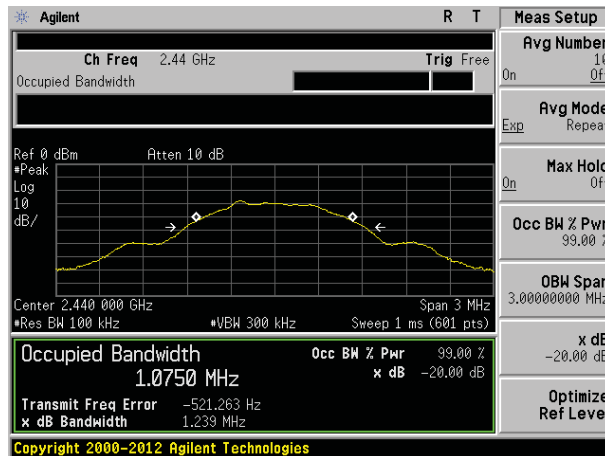 Agilent R T Meas Setup
Ch Freq 2.44 GHz Trig Free
Occupied Bandwidth
Avg Number
10
On Off
Avg Mode
Exp Repeat
Max Hold
On Off
Occ BW % Pwr
99.00 %
OBW Span
3.00000000 MHz
x dB
-20.00 dB
Optimize
Ref Level
Ref 0 dBm Atten 10 dB
#Peak
Log
10
dB/
Center 2.440 000 GHz Span 3 MHz
#Res BW 100 kHz #VBW 300 kHz Sweep 1 ms (601 pts)
Occupied Bandwidth Occ BW % Pwr 99.00 %
1.0750 MHz x dB -20.00 dB
Transmit Freq Error -521.263 Hz
x dB Bandwidth 1.239 MHz
Copyright 2000-2012 Agilent Technologies